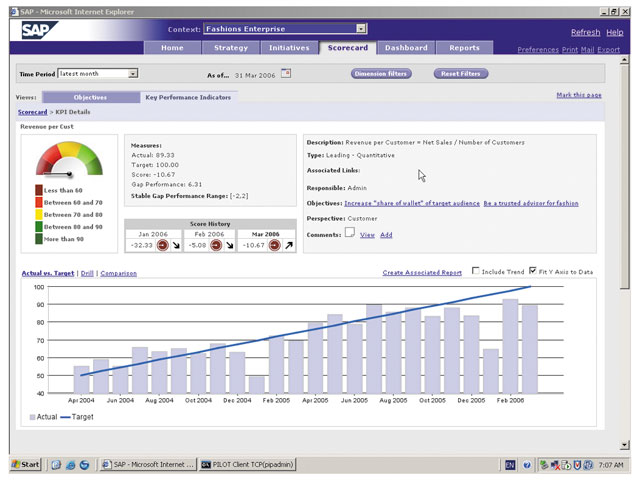 SAP - Microsoft Internet Explorer
SAP
Context: Fashions Enterprise
Refresh Help
Home Strategy Initiatives Scorecard Dashboard Reports
Preferences Print Mail Export
Time Period latest month As of... 31 Mar 2006 Dimension filters Reset Filters
Views: Objectives Key Performance Indicators Mark this page
Scorecard > KPI Details
Revenue per Cust
Less than 60
Between 60 and 70
Between 70 and 80
Between 80 and 90
More than 90
Measures:
Actual: 89.33
Target: 100.00
Score: -10.67
Gap Performance: 6.31
Stable Gap Performance Range: [-2,2]
Score History
Jan 2006 Feb 2006 Mar 2006
-32.33 -5.08 -10.67
Description: Revenue per Customer = Net Sales / Number of Customers
Type: Leading - Quantitative
Associated Links:
Responsible: Admin
Objectives: Increase "share of wallet" of target audience Be a trusted advisor for fashion
Perspective: Customer
Comments: View Add
Actual vs. Target | Drill | Comparison
Create Associated Report Include Trend Fit Y Axis to Data
100
90
80
70
60
50
40
Apr 2004 Jun 2004 Aug 2004 Oct 2004 Dec 2004 Feb 2005 Apr 2005 Jun 2005 Aug 2005 Oct 2005 Dec 2005 Feb 2006
Actual Target
Start SAP - Microsoft Internet ... PILOT Client TCP(pipadmin) EN 7:07 AM